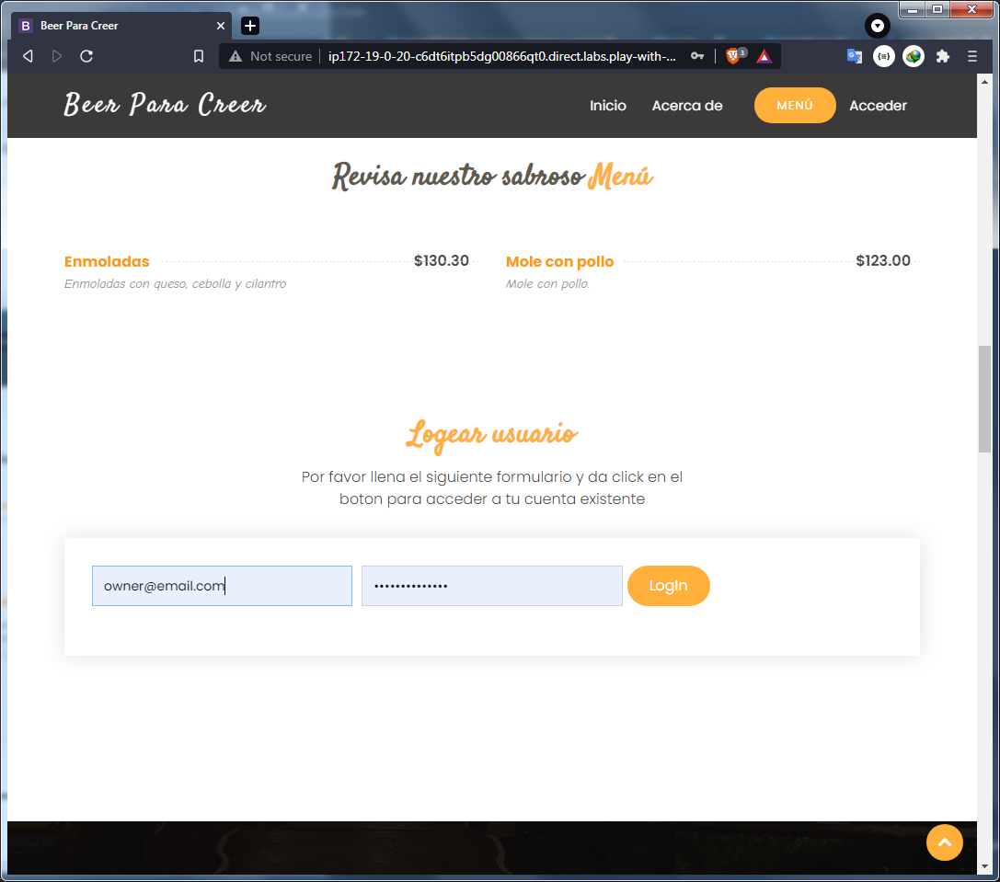 Beer Para Creer
Not secure
ip172-19-0-20-c6dt6itpb5dg00866qt0.direct.labs.play-with-...
3
Beer Para Creer
Inicio
Acerca de
MENÚ
Acceder
Revisa nuestro sabroso Menú
Enmoladas $130.30
Enmoladas con queso, cebolla y cilantro
Mole con pollo $123.00
Mole con pollo.
Logear usuario
Por favor llena el siguiente formulario y da click en el
boton para acceder a tu cuenta existente
owner@email.com
••••••••••••••
LogIn